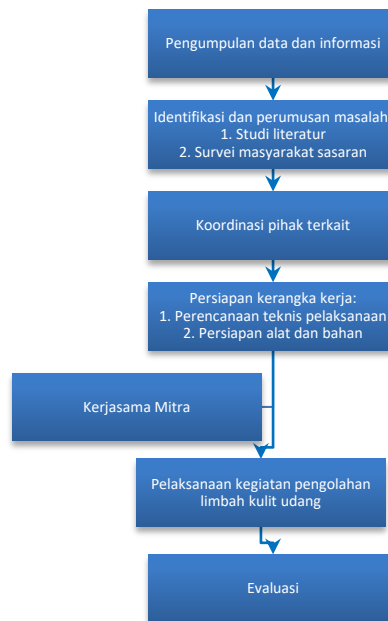 Pengumpulan data dan informasi
Identifikasi dan perumusan masalah
1. Studi literatur
2. Survei masyarakat sasaran
Koordinasi pihak terkait
Persiapan kerangka kerja:
1. Perencanaan teknis pelaksanaan
2. Persiapan alat dan bahan
Kerjasama Mitra
Pelaksanaan kegiatan pengolahan
limbah kulit udang
Evaluasi